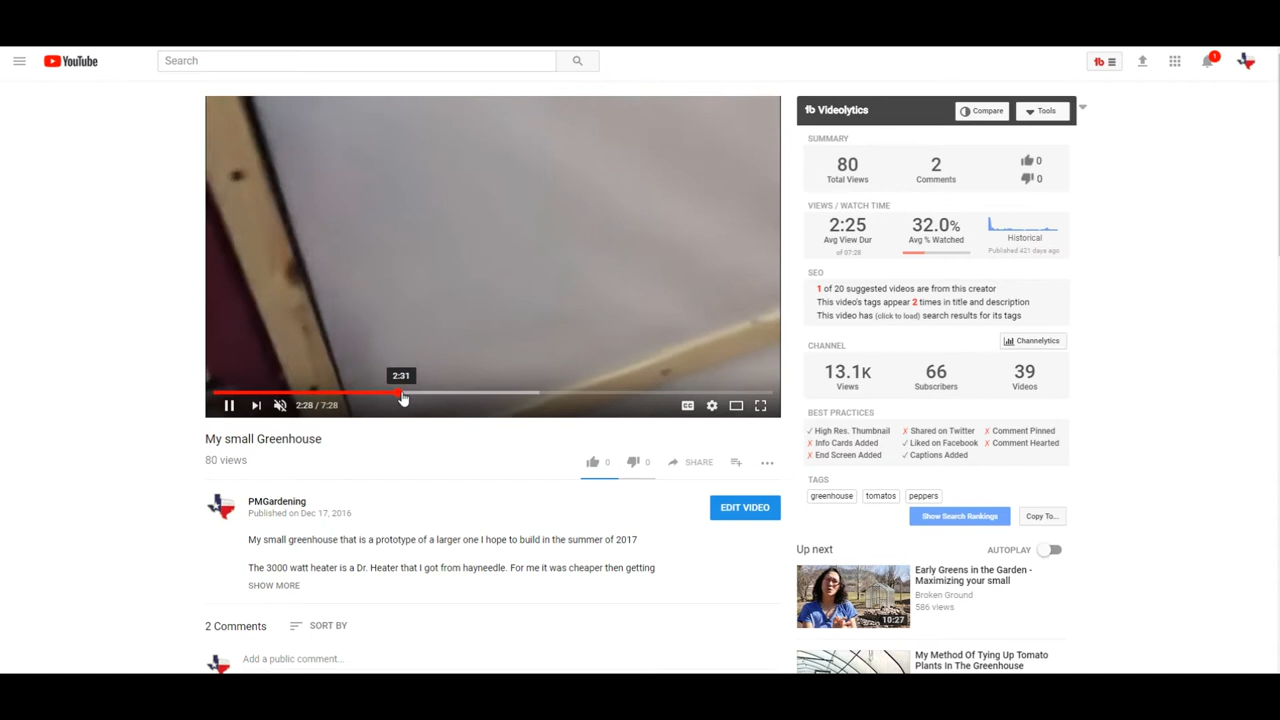 YouTube
Search
1
2:31
2:28 / 7:28
CC
My small Greenhouse
80 views
0
0
SHARE
PMGardening
Published on Dec 17, 2016
EDIT VIDEO
My small greenhouse that is a prototype of a larger one I hope to build in the summer of 2017
The 3000 watt heater is a Dr. Heater that I got from hayneedle. For me it was cheaper then getting
SHOW MORE
2 Comments
SORT BY
Add a public comment...
tb Videolytics
Compare
Tools
SUMMARY
80
Total Views
2
Comments
0
0
VIEWS / WATCH TIME
2:25
Avg View Dur
of 07:28
32.0%
Avg % Watched
Historical
Published 421 days ago
SEO
1 of 20 suggested videos are from this creator
This video's tags appear 2 times in title and description
This video has (click to load) search results for its tags
CHANNEL
Channelytics
13.1K
Views
66
Subscribers
39
Videos
BEST PRACTICES
✓ High Res. Thumbnail ✗ Shared on Twitter ✗ Comment Pinned
✗ Info Cards Added ✓ Liked on Facebook ✗ Comment Hearted
✗ End Screen Added ✓ Captions Added
TAGS
greenhouse tomatos peppers
Show Search Rankings
Copy To...
Up next
AUTOPLAY
Early Greens in the Garden -
Maximizing your small
Broken Ground
586 views
10:27
My Method Of Tying Up Tomato
Plants In The Greenhouse